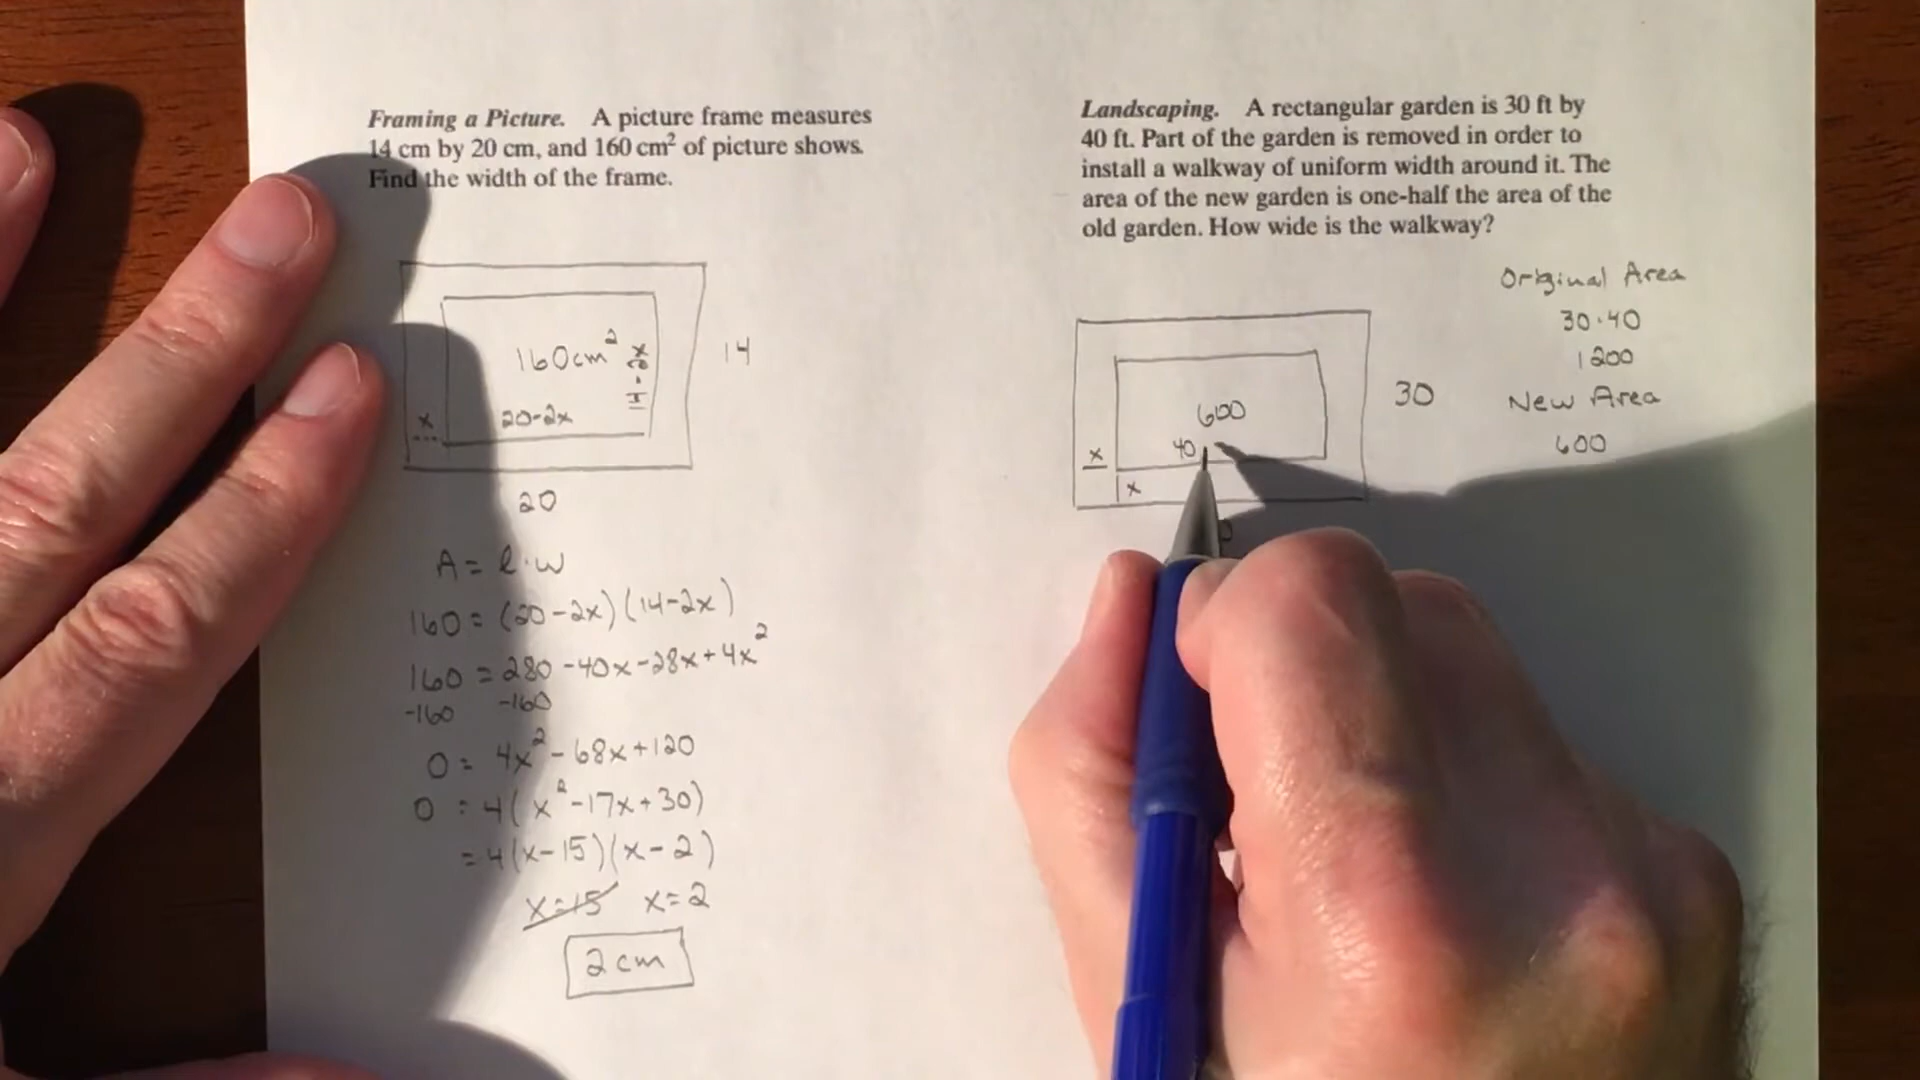 Framing a Picture. A picture frame measures
14 cm by 20 cm, and 160 cm² of picture shows.
Find the width of the frame.
160cm²
14-2x
14
x
20-2x
20
A = l·w
160 = (20-2x)(14-2x)
160 = 280 -40x -28x + 4x²
-160 -160
0 = 4x² - 68x + 120
0 = 4(x² -17x + 30)
= 4(x-15)(x-2)
x=15 x=2
2cm
Landscaping. A rectangular garden is 30 ft by
40 ft. Part of the garden is removed in order to
install a walkway of uniform width around it. The
area of the new garden is one-half the area of the
old garden. How wide is the walkway?
Original Area
30·40
1200
New Area
600
600
30
40
x
x